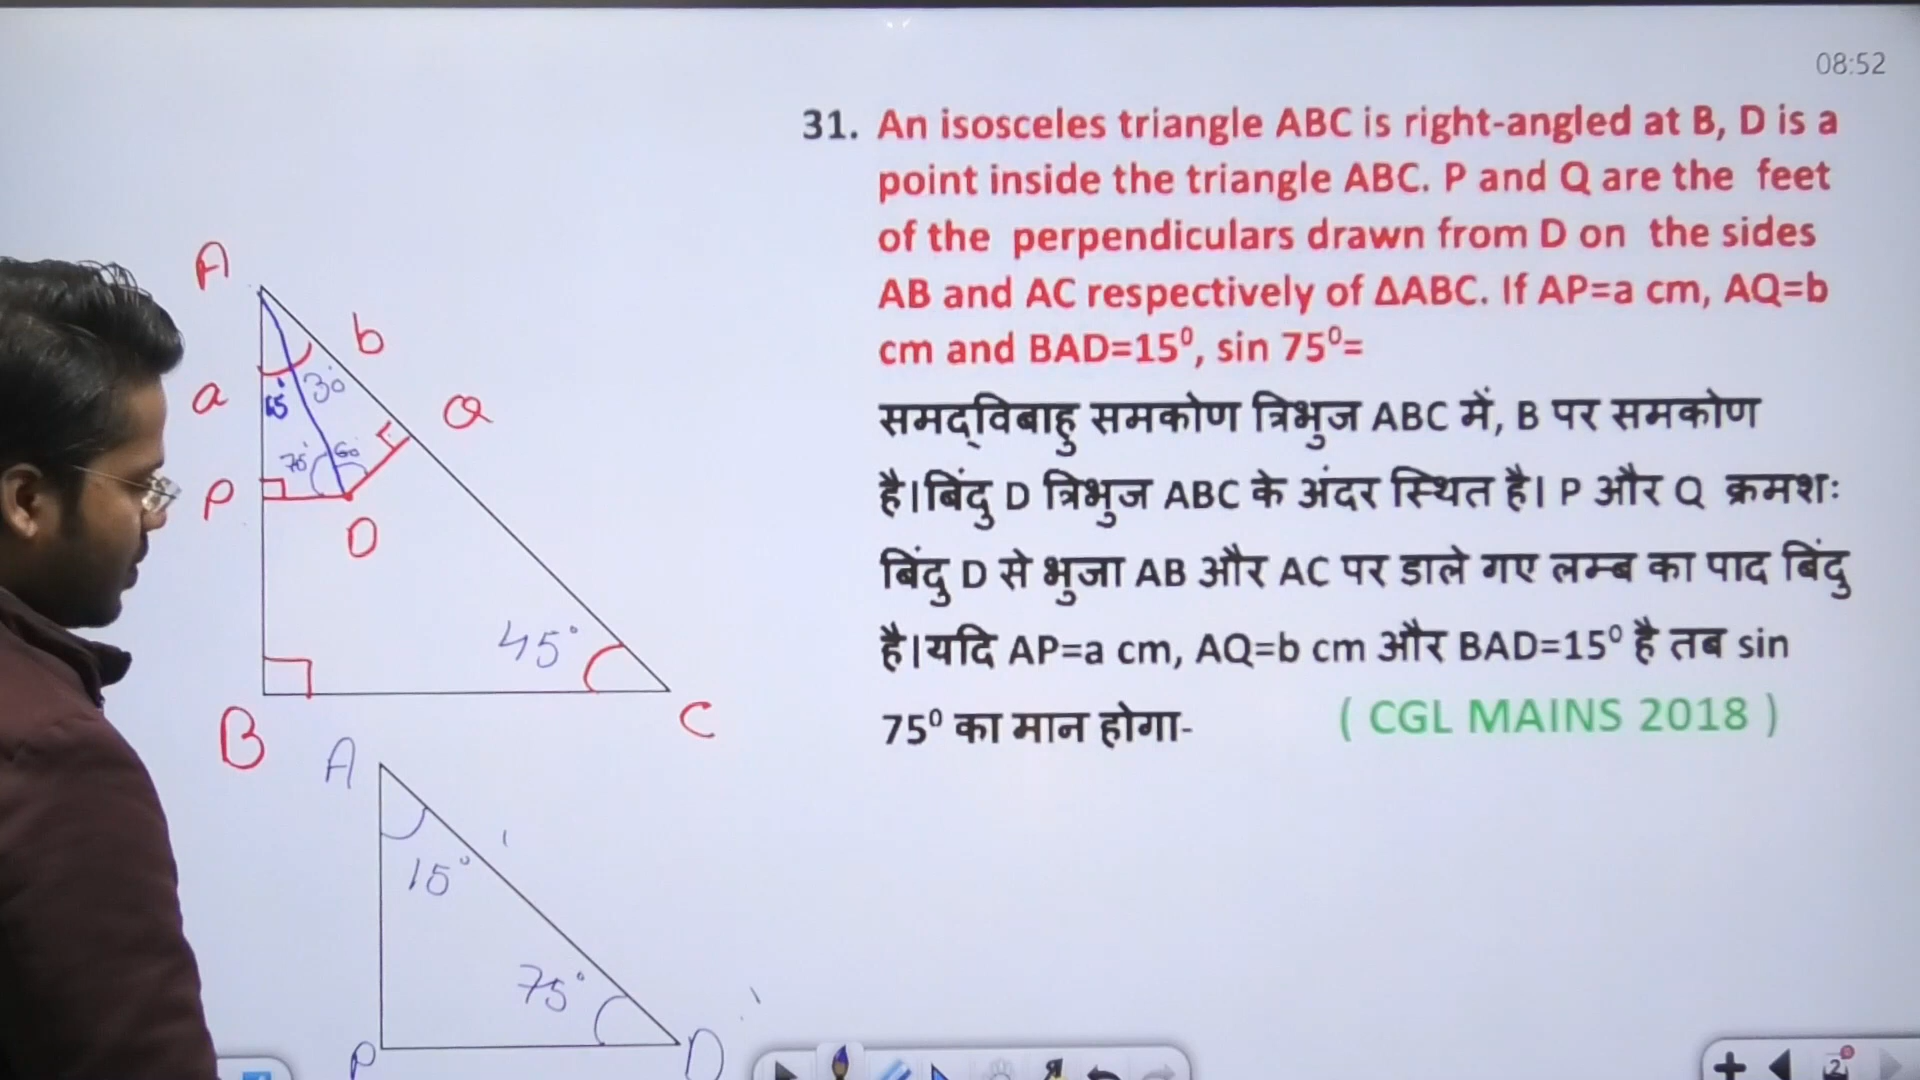 08:52
31. An isosceles triangle ABC is right-angled at B, D is a
point inside the triangle ABC. P and Q are the feet
of the perpendiculars drawn from D on the sides
AB and AC respectively of ΔABC. If AP=a cm, AQ=b
cm and BAD=15⁰, sin 75⁰=
समद्विबाहु समकोण त्रिभुज ABC में, B पर समकोण
है।बिंदु D त्रिभुज ABC के अंदर स्थित है। P और Q क्रमशः
बिंदु D से भुजा AB और AC पर डाले गए लम्ब का पाद बिंदु
है।यदि AP=a cm, AQ=b cm और BAD=15⁰ है तब sin
75⁰ का मान होगा-
( CGL MAINS 2018 )
A
b
a
15°
30°
Q
75°
60°
P
D
45°
B
C
A
15°
75°
P
D
2